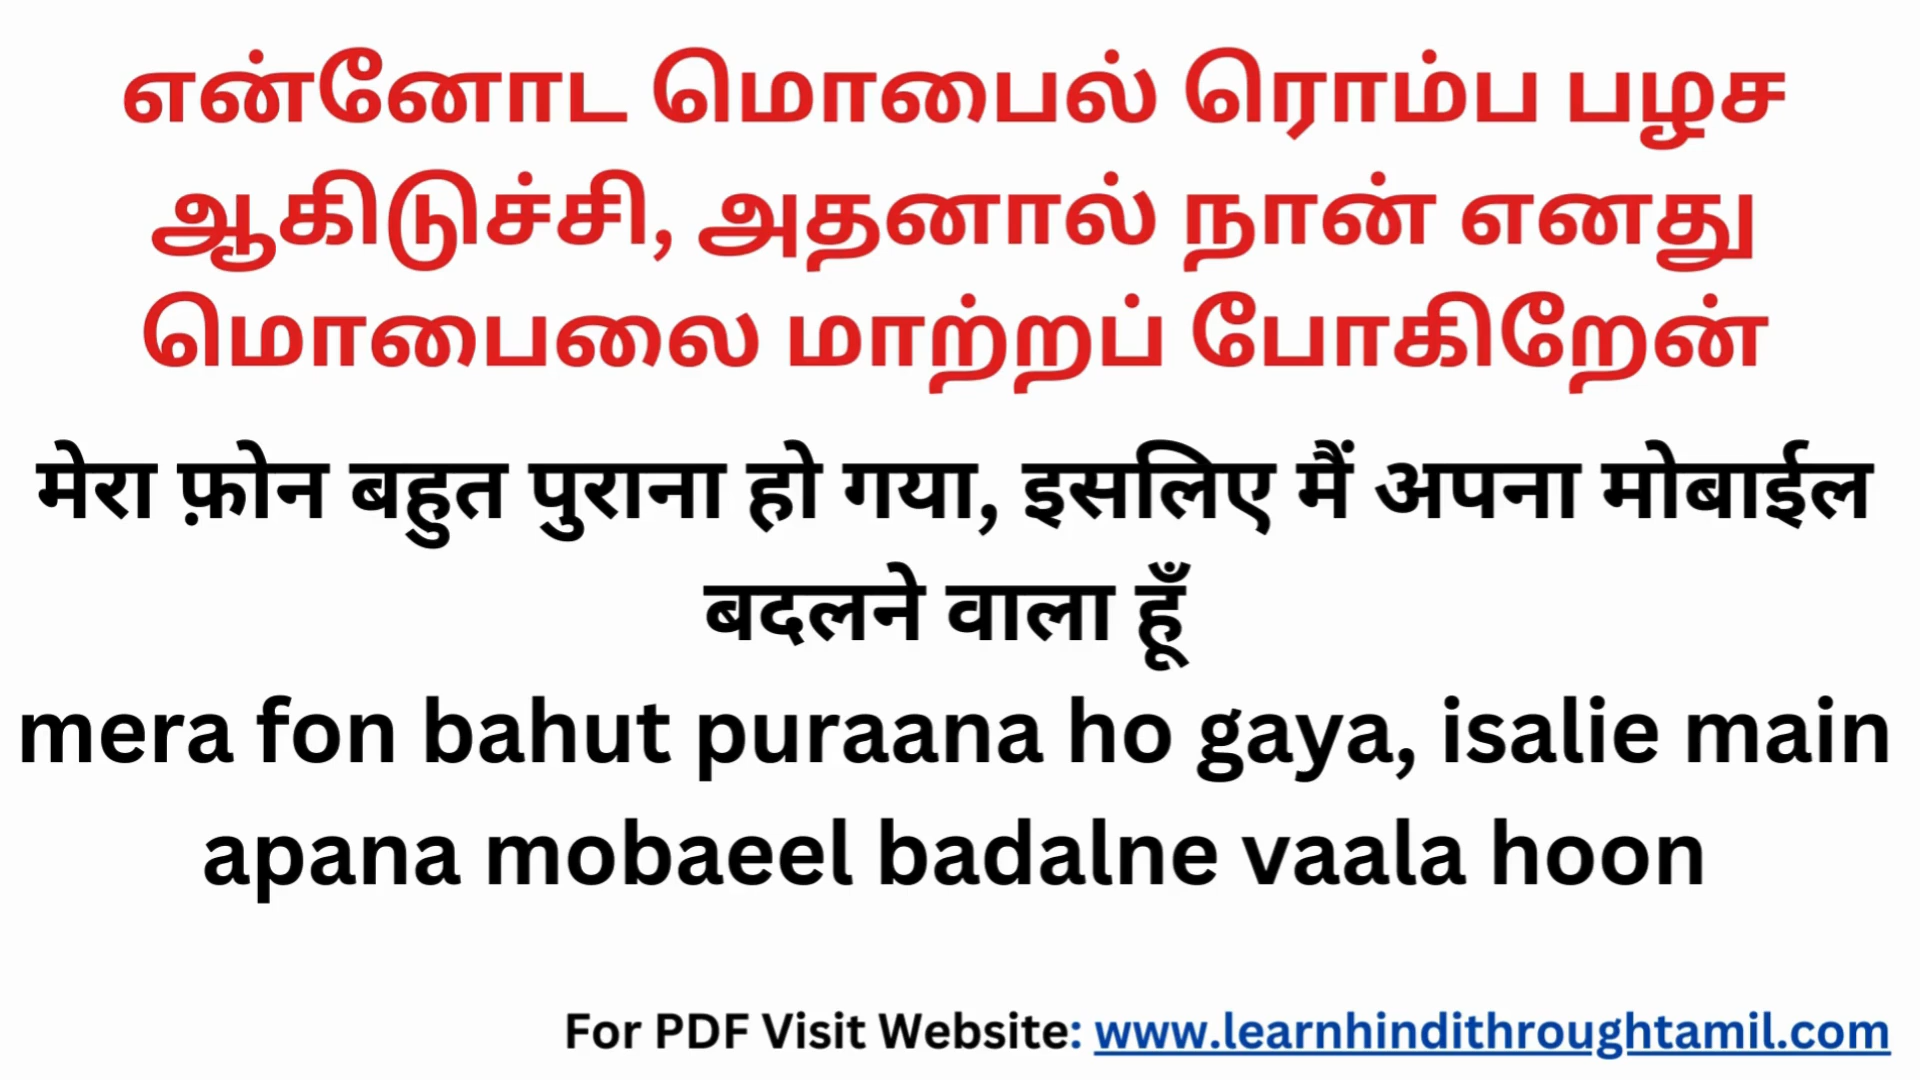 என்னோட மொபைல் ரொம்ப பழச
ஆகிடுச்சி, அதனால் நான் எனது
மொபைலை மாற்றப் போகிறேன்
मेरा फ़ोन बहुत पुराना हो गया, इसलिए मैं अपना मोबाईल
बदलने वाला हूँ
mera fon bahut puraana ho gaya, isalie main
apana mobaeel badalne vaala hoon
For PDF Visit Website: www.learnhindithroughtamil.com